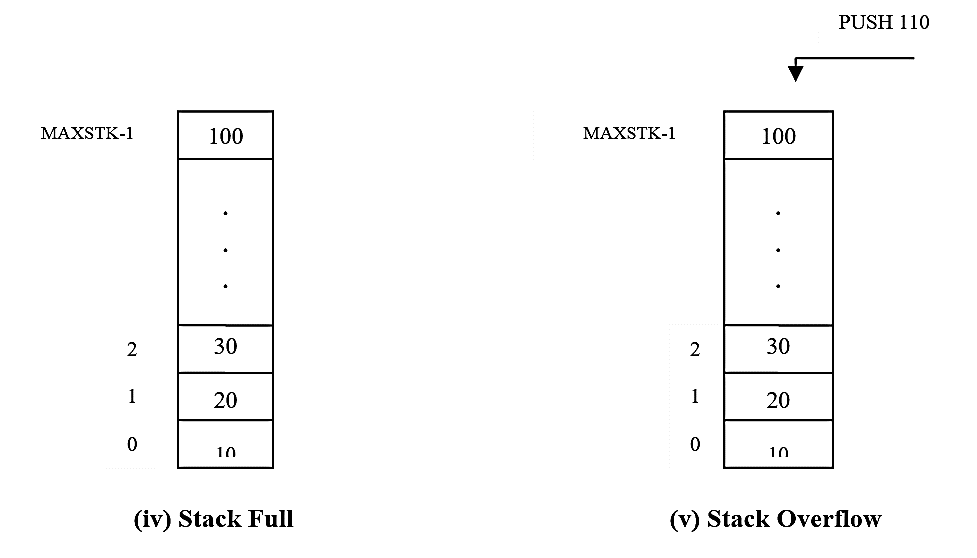 PUSH 110
MAXSTK-1 100 MAXSTK-1 100
. .
. .
. .
2 30 2 30
1 20 1 20
0 10 0 10
(iv) Stack Full (v) Stack Overflow